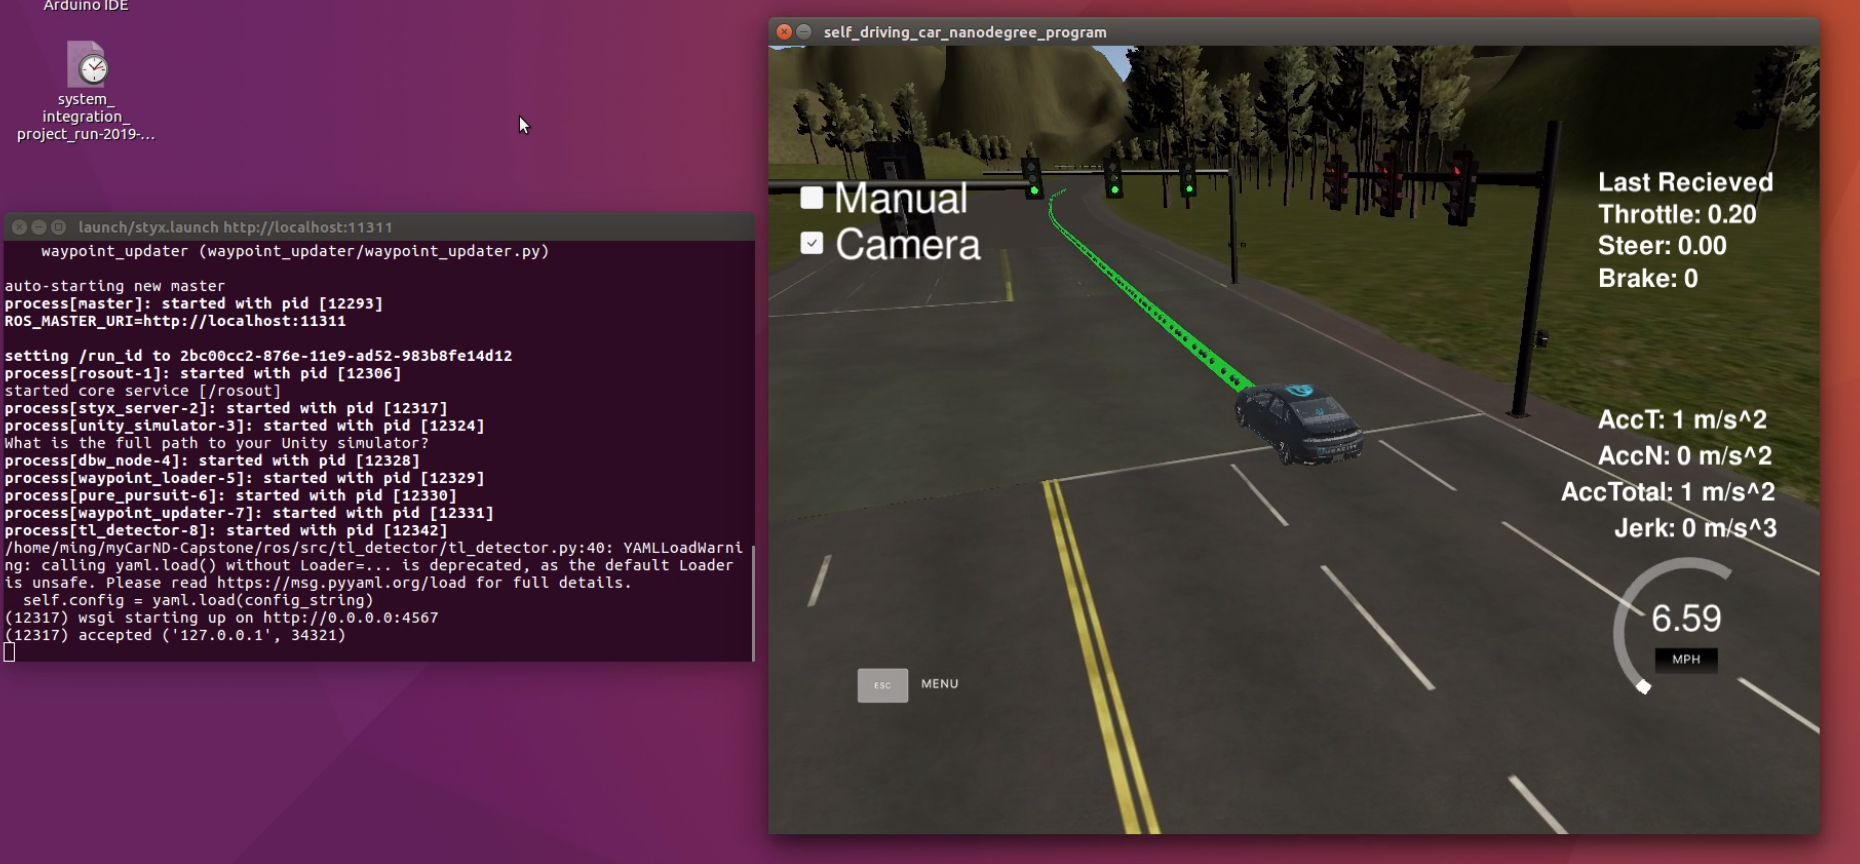 Arduino IDE
system_
integration_
project_run-2019-...
launch/styx.launch http://localhost:11311
waypoint_updater (waypoint_updater/waypoint_updater.py)
auto-starting new master
process[master]: started with pid [12293]
ROS_MASTER_URI=http://localhost:11311
setting /run_id to 2bc00cc2-876e-11e9-ad52-983b8fe14d12
process[rosout-1]: started with pid [12306]
started core service [/rosout]
process[styx_server-2]: started with pid [12317]
process[unity_simulator-3]: started with pid [12324]
What is the full path to your Unity simulator?
process[dbw_node-4]: started with pid [12328]
process[waypoint_loader-5]: started with pid [12329]
process[pure_pursuit-6]: started with pid [12330]
process[waypoint_updater-7]: started with pid [12331]
process[tl_detector-8]: started with pid [12342]
/home/ming/myCarND-Capstone/ros/src/tl_detector/tl_detector.py:40: YAMLLoadWarni
ng: calling yaml.load() without Loader=... is deprecated, as the default Loader
is unsafe. Please read https://msg.pyyaml.org/load for full details.
self.config = yaml.load(config_string)
(12317) wsgi starting up on http://0.0.0.0:4567
(12317) accepted ('127.0.0.1', 34321)
self_driving_car_nanodegree_program
Manual
Camera
Last Recieved
Throttle: 0.20
Steer: 0.00
Brake: 0
AccT: 1 m/s^2
AccN: 0 m/s^2
AccTotal: 1 m/s^2
Jerk: 0 m/s^3
6.59
MPH
ESC MENU